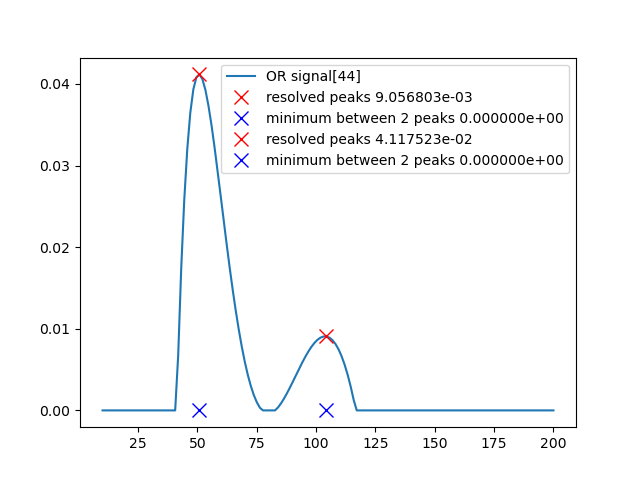 OR signal[44]
resolved peaks 9.056803e-03
minimum between 2 peaks 0.000000e+00
resolved peaks 4.117523e-02
minimum between 2 peaks 0.000000e+00
0.04
0.03
0.02
0.01
0.00
25 50 75 100 125 150 175 200